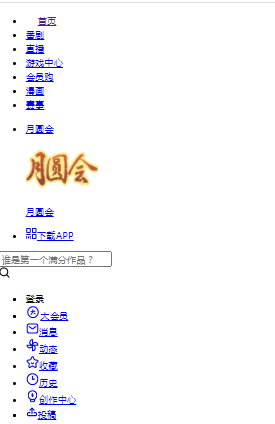 首页
番剧
直播
游戏中心
会员购
漫画
赛事
月圆会
月圆会
月圆会
下载APP
谁是第一个满分作品？
登录
大会员
消息
动态
收藏
历史
创作中心
投稿